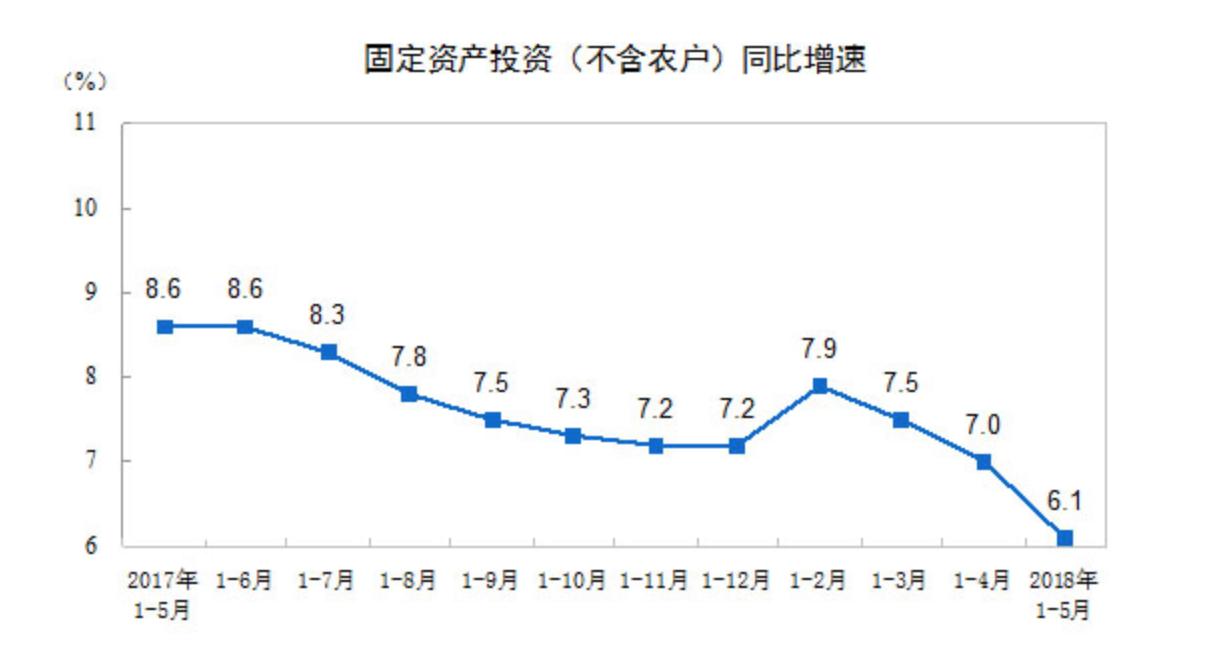 固定资产投资（不含农户）同比增速
（%）
11
10
9
8
7
6
8.6
8.6
8.3
7.8
7.5
7.3
7.2
7.2
7.9
7.5
7.0
6.1
2017年
1-5月
1-6月
1-7月
1-8月
1-9月
1-10月
1-11月
1-12月
1-2月
1-3月
1-4月
2018年
1-5月